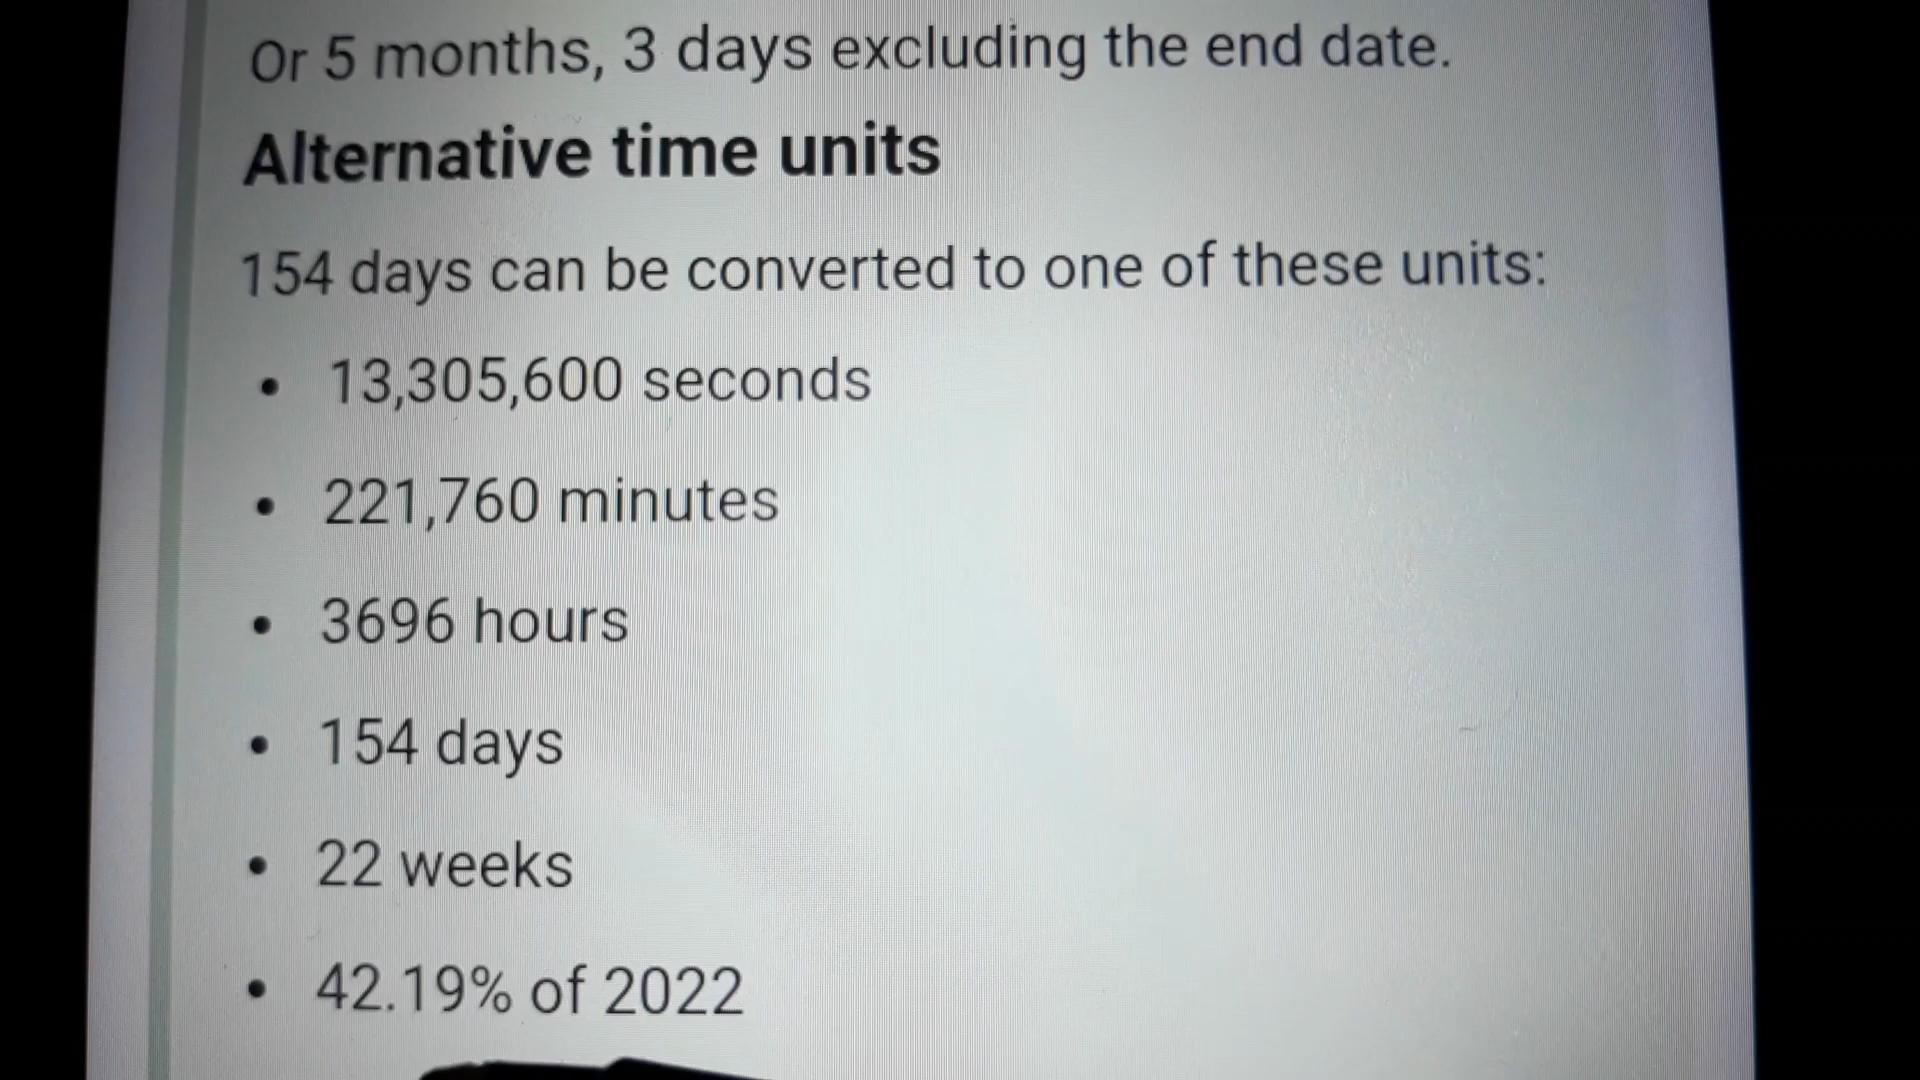 Or 5 months, 3 days excluding the end date.
Alternative time units
154 days can be converted to one of these units:
• 13,305,600 seconds
• 221,760 minutes
• 3696 hours
• 154 days
• 22 weeks
• 42.19% of 2022